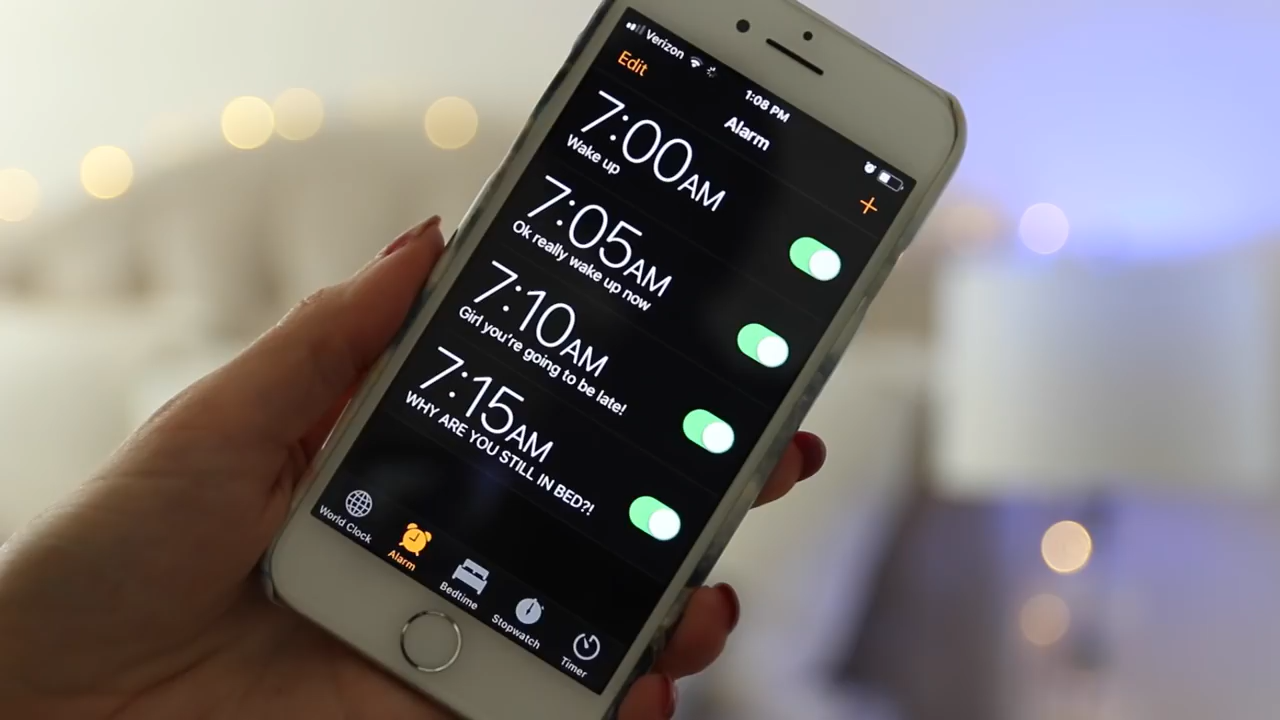 Verizon
1:08 PM
Edit
Alarm
7:00AM
Wake up
7:05AM
Ok really wake up now
7:10AM
Girl you're going to be late!
7:15AM
WHY ARE YOU STILL IN BED?!
World Clock
Alarm
Bedtime
Stopwatch
Timer